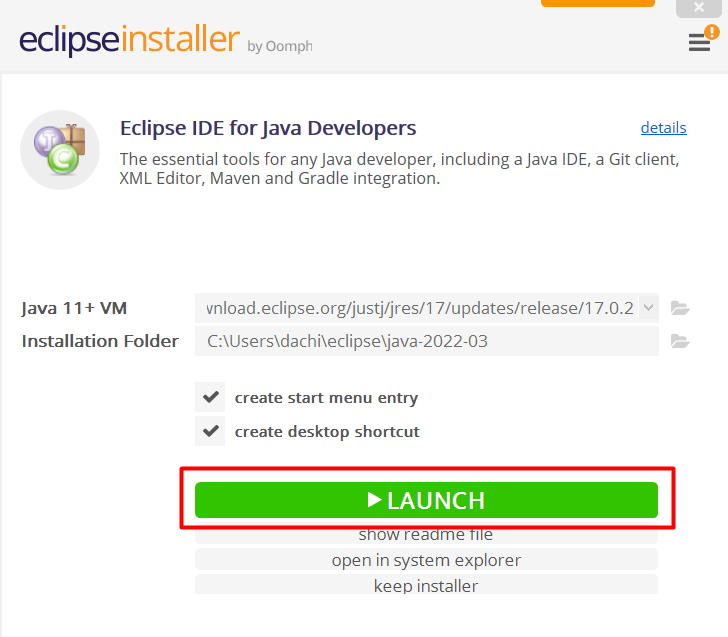 eclipseinstaller by Oomph
!
Eclipse IDE for Java Developers
details
The essential tools for any Java developer, including a Java IDE, a Git client,
XML Editor, Maven and Gradle integration.
Java 11+ VM
wnload.eclipse.org/justj/jres/17/updates/release/17.0.2
Installation Folder
C:\Users\dachi\eclipse\java-2022-03
create start menu entry
create desktop shortcut
LAUNCH
show readme file
open in system explorer
keep installer